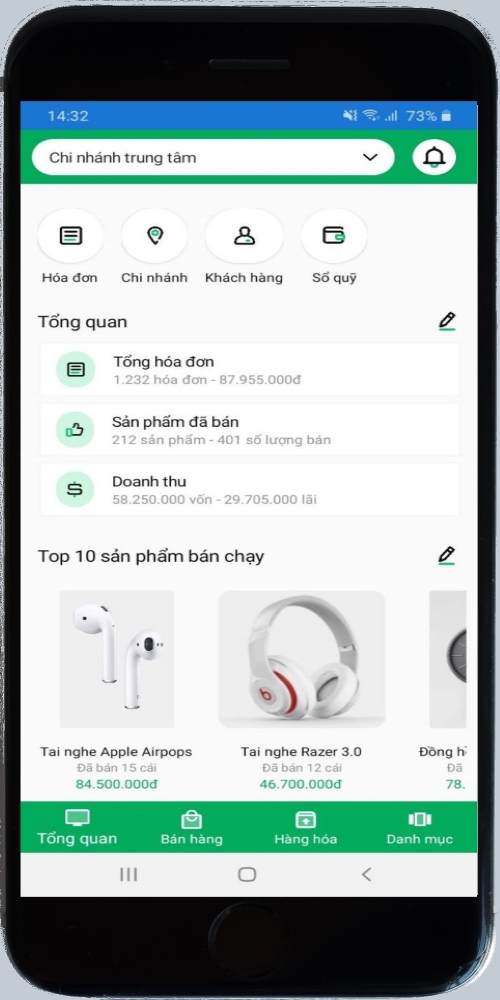 14:32
73%
Chi nhánh trung tâm
Hóa đơn
Chi nhánh
Khách hàng
Sổ quỹ
Tổng quan
Tổng hóa đơn
1.232 hóa đơn - 87.955.000đ
Sản phẩm đã bán
212 sản phẩm - 401 số lượng bán
Doanh thu
58.250.000 vốn - 29.705.000 lãi
Top 10 sản phẩm bán chạy
Tai nghe Apple Airpops
Tai nghe Razer 3.0
Đồng h
Đã bán 15 cái
Đã bán 12 cái
Đã
84.500.000đ
46.700.000đ
78.
Tổng quan
Bán hàng
Hàng hóa
Danh mục